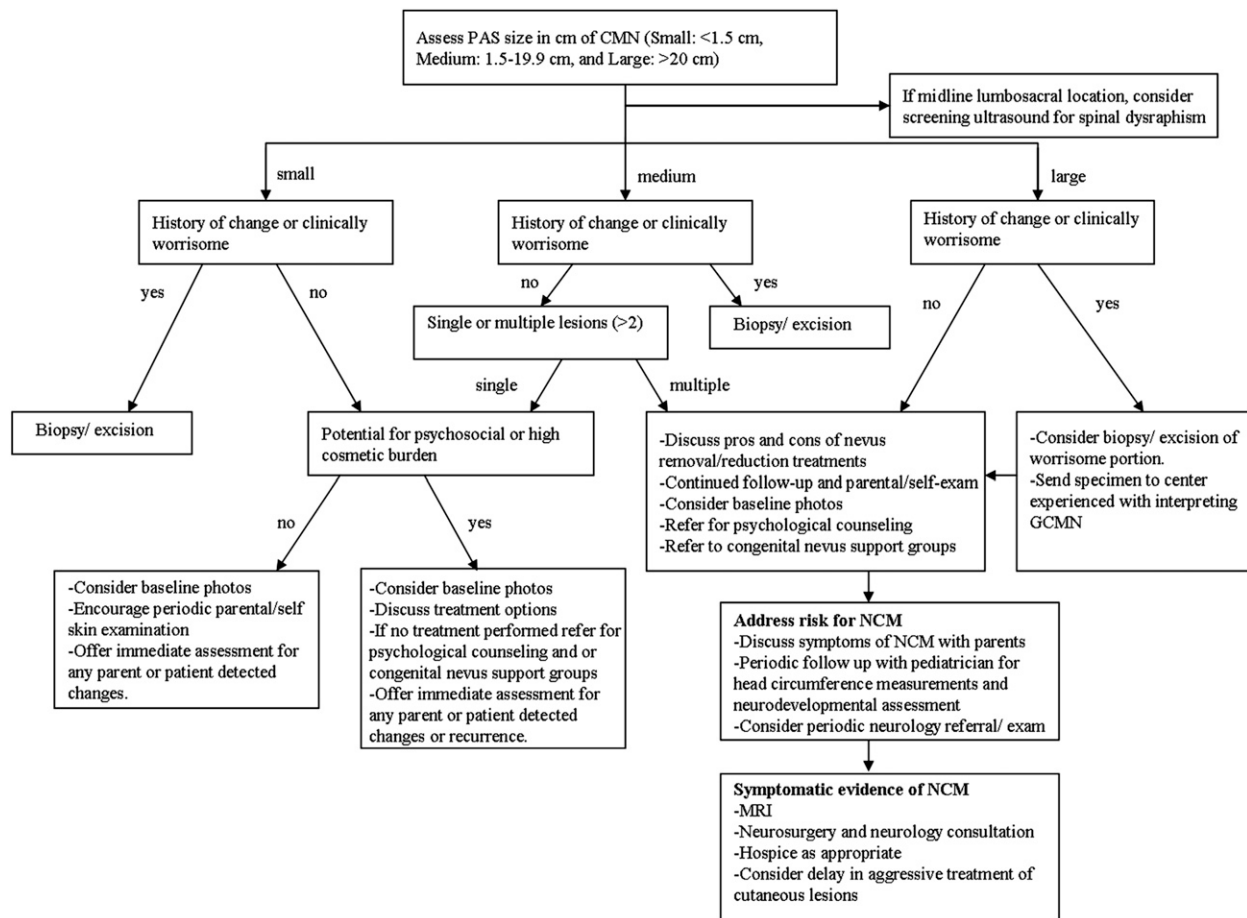 Assess PAS size in cm of CMN (Small: <1.5 cm,
Medium: 1.5-19.9 cm, and Large: >20 cm)
If midline lumbosacral location, consider
screening ultrasound for spinal dysraphism
small
medium
large
History of change or clinically
worrisome
History of change or clinically
worrisome
History of change or clinically
worrisome
yes
no
no
yes
no
yes
Single or multiple lesions (>2)
Biopsy/ excision
single
multiple
Biopsy/ excision
Potential for psychosocial or high
cosmetic burden
-Discuss pros and cons of nevus
removal/reduction treatments
-Continued follow-up and parental/self-exam
-Consider baseline photos
-Refer for psychological counseling
-Refer to congenital nevus support groups
-Consider biopsy/ excision of
worrisome portion.
-Send specimen to center
experienced with interpreting
GCMN
no
yes
-Consider baseline photos
-Encourage periodic parental/self
skin examination
-Offer immediate assessment for
any parent or patient detected
changes.
-Consider baseline photos
-Discuss treatment options
-If no treatment performed refer for
psychological counseling and or
congenital nevus support groups
-Offer immediate assessment for
any parent or patient detected
changes or recurrence.
Address risk for NCM
-Discuss symptoms of NCM with parents
-Periodic follow up with pediatrician for
head circumference measurements and
neurodevelopmental assessment
-Consider periodic neurology referral/ exam
Symptomatic evidence of NCM
-MRI
-Neurosurgery and neurology consultation
-Hospice as appropriate
-Consider delay in aggressive treatment of
cutaneous lesions